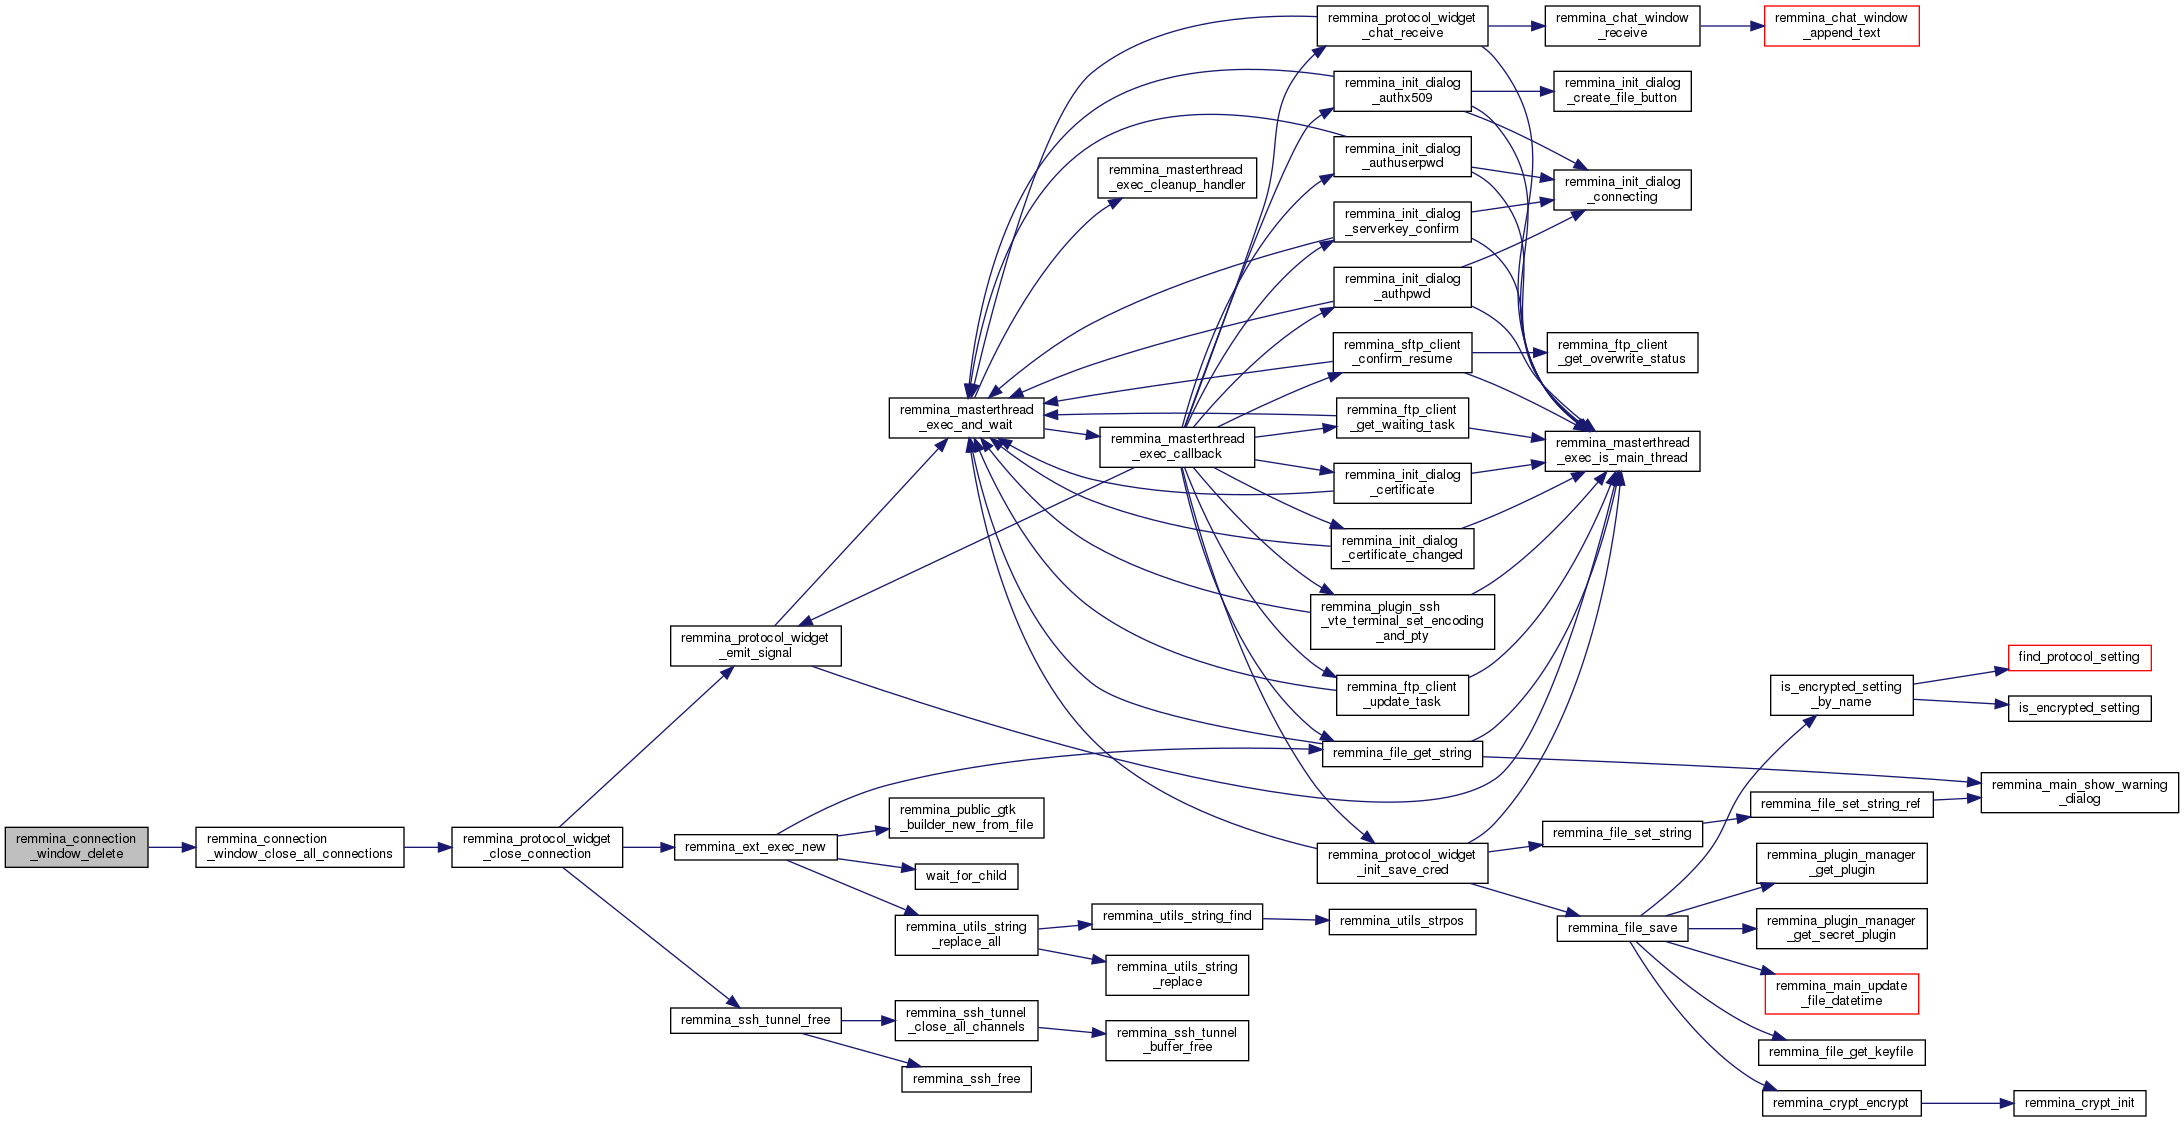 remmina_connection
_window_delete
remmina_connection
_window_close_all_connections
remmina_protocol_widget
_close_connection
remmina_protocol_widget
_emit_signal
remmina_ext_exec_new
remmina_ssh_tunnel_free
remmina_masterthread
_exec_and_wait
remmina_public_gtk
_builder_new_from_file
wait_for_child
remmina_utils_string
_replace_all
remmina_ssh_tunnel
_close_all_channels
remmina_ssh_free
remmina_masterthread
_exec_cleanup_handler
remmina_masterthread
_exec_callback
remmina_utils_string_find
remmina_utils_string
_replace
remmina_ssh_tunnel
_buffer_free
remmina_protocol_widget
_chat_receive
remmina_init_dialog
_authx509
remmina_init_dialog
_authuserpwd
remmina_init_dialog
_serverkey_confirm
remmina_init_dialog
_authpwd
remmina_sftp_client
_confirm_resume
remmina_ftp_client
_get_waiting_task
remmina_init_dialog
_certificate
remmina_init_dialog
_certificate_changed
remmina_plugin_ssh
_vte_terminal_set_encoding
_and_pty
remmina_ftp_client
_update_task
remmina_file_get_string
remmina_protocol_widget
_init_save_cred
remmina_utils_strpos
remmina_chat_window
_receive
remmina_init_dialog
_create_file_button
remmina_init_dialog
_connecting
remmina_ftp_client
_get_overwrite_status
remmina_masterthread
_exec_is_main_thread
remmina_file_set_string
remmina_file_save
remmina_chat_window
_append_text
is_encrypted_setting
_by_name
remmina_file_set_string_ref
remmina_plugin_manager
_get_plugin
remmina_plugin_manager
_get_secret_plugin
remmina_main_update
_file_datetime
remmina_file_get_keyfile
remmina_crypt_encrypt
find_protocol_setting
is_encrypted_setting
remmina_main_show_warning
_dialog
remmina_crypt_init